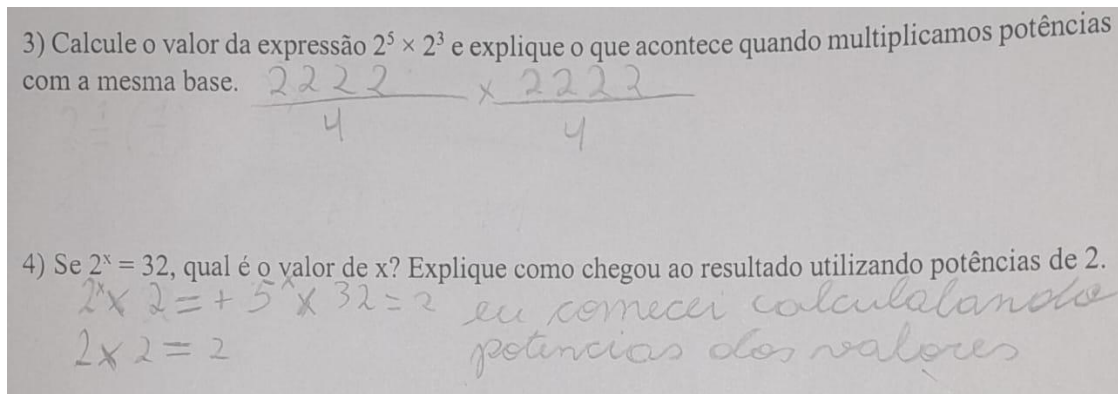 3) Calcule o valor da expressão 2⁵ × 2³ e explique o que acontece quando multiplicamos potências
com a mesma base. 2222 × 2222
4 4
4) Se 2ˣ = 32, qual é o valor de x? Explique como chegou ao resultado utilizando potências de 2.
2ˣ x 2 = + 5ˣ x 32 = 2 eu comecei calculalando
2 x 2 = 2 potincias dos valores